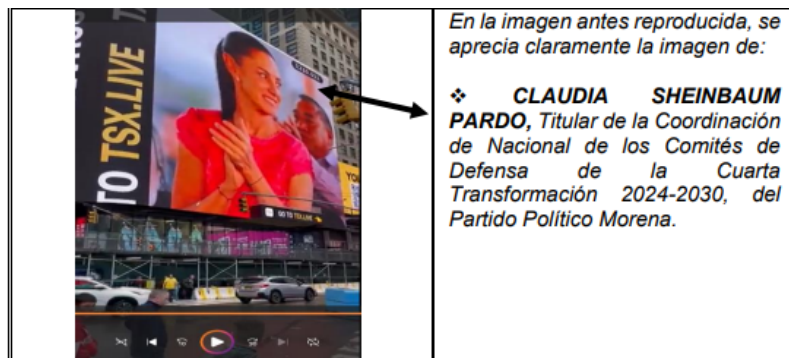 TO TSX.LIVE
GO TO TSX.LIVE
En la imagen antes reproducida, se
aprecia claramente la imagen de:
❖ CLAUDIA SHEINBAUM
PARDO, Titular de la Coordinación
de Nacional de los Comités de
Defensa de la Cuarta
Transformación 2024-2030, del
Partido Político Morena.